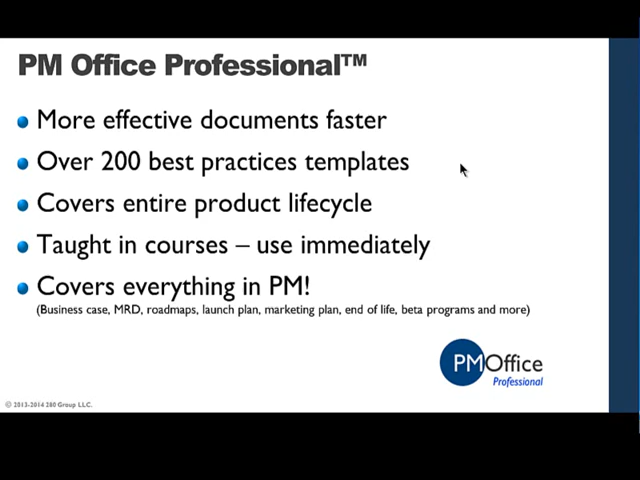 PM Office Professional™
More effective documents faster
Over 200 best practices templates
Covers entire product lifecycle
Taught in courses – use immediately
Covers everything in PM!
(Business case, MRD, roadmaps, launch plan, marketing plan, end of life, beta programs and more)
PMOffice
Professional
© 2013-2014 280 Group LLC.